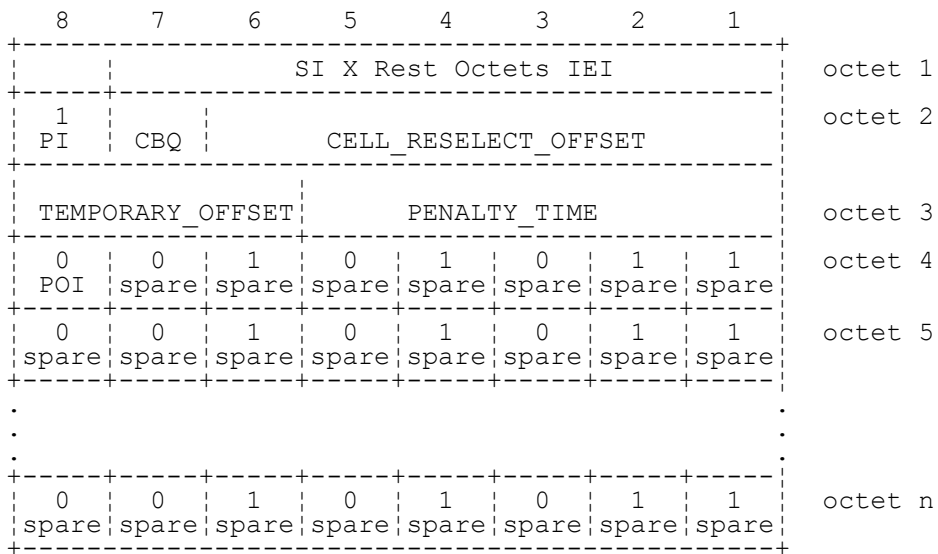 8 7 6 5 4 3 2 1
SI X Rest Octets IEI octet 1
1 octet 2
PI CBQ CELL_RESELECT_OFFSET
TEMPORARY_OFFSET PENALTY_TIME octet 3
0 0 1 0 1 0 1 1 octet 4
POI spare spare spare spare spare spare spare
0 0 1 0 1 0 1 1 octet 5
spare spare spare spare spare spare spare spare
.
.
.
.
.
.
0 0 1 0 1 0 1 1 octet n
spare spare spare spare spare spare spare spare